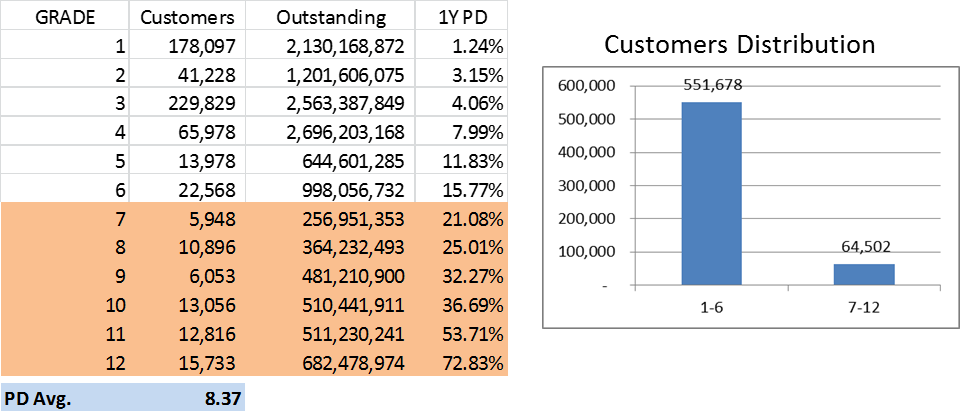 GRADE Customers Outstanding 1Y PD
1 178,097 2,130,168,872 1.24%
2 41,228 1,201,606,075 3.15%
3 229,829 2,563,387,849 4.06%
4 65,978 2,696,203,168 7.99%
5 13,978 644,601,285 11.83%
6 22,568 998,056,732 15.77%
7 5,948 256,951,353 21.08%
8 10,896 364,232,493 25.01%
9 6,053 481,210,900 32.27%
10 13,056 510,441,911 36.69%
11 12,816 511,230,241 53.71%
12 15,733 682,478,974 72.83%
PD Avg. 8.37
Customers Distribution
600,000
551,678
500,000
400,000
300,000
200,000
100,000
64,502
-
1-6 7-12